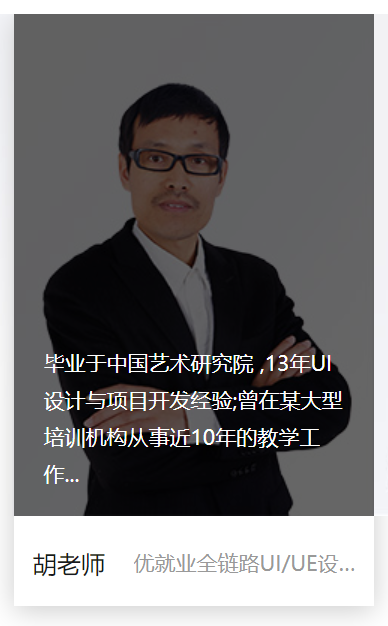 毕业于中国艺术研究院 ,13年UI
设计与项目开发经验;曾在某大型
培训机构从事近10年的教学工
作...
胡老师 优就业全链路UI/UE设...